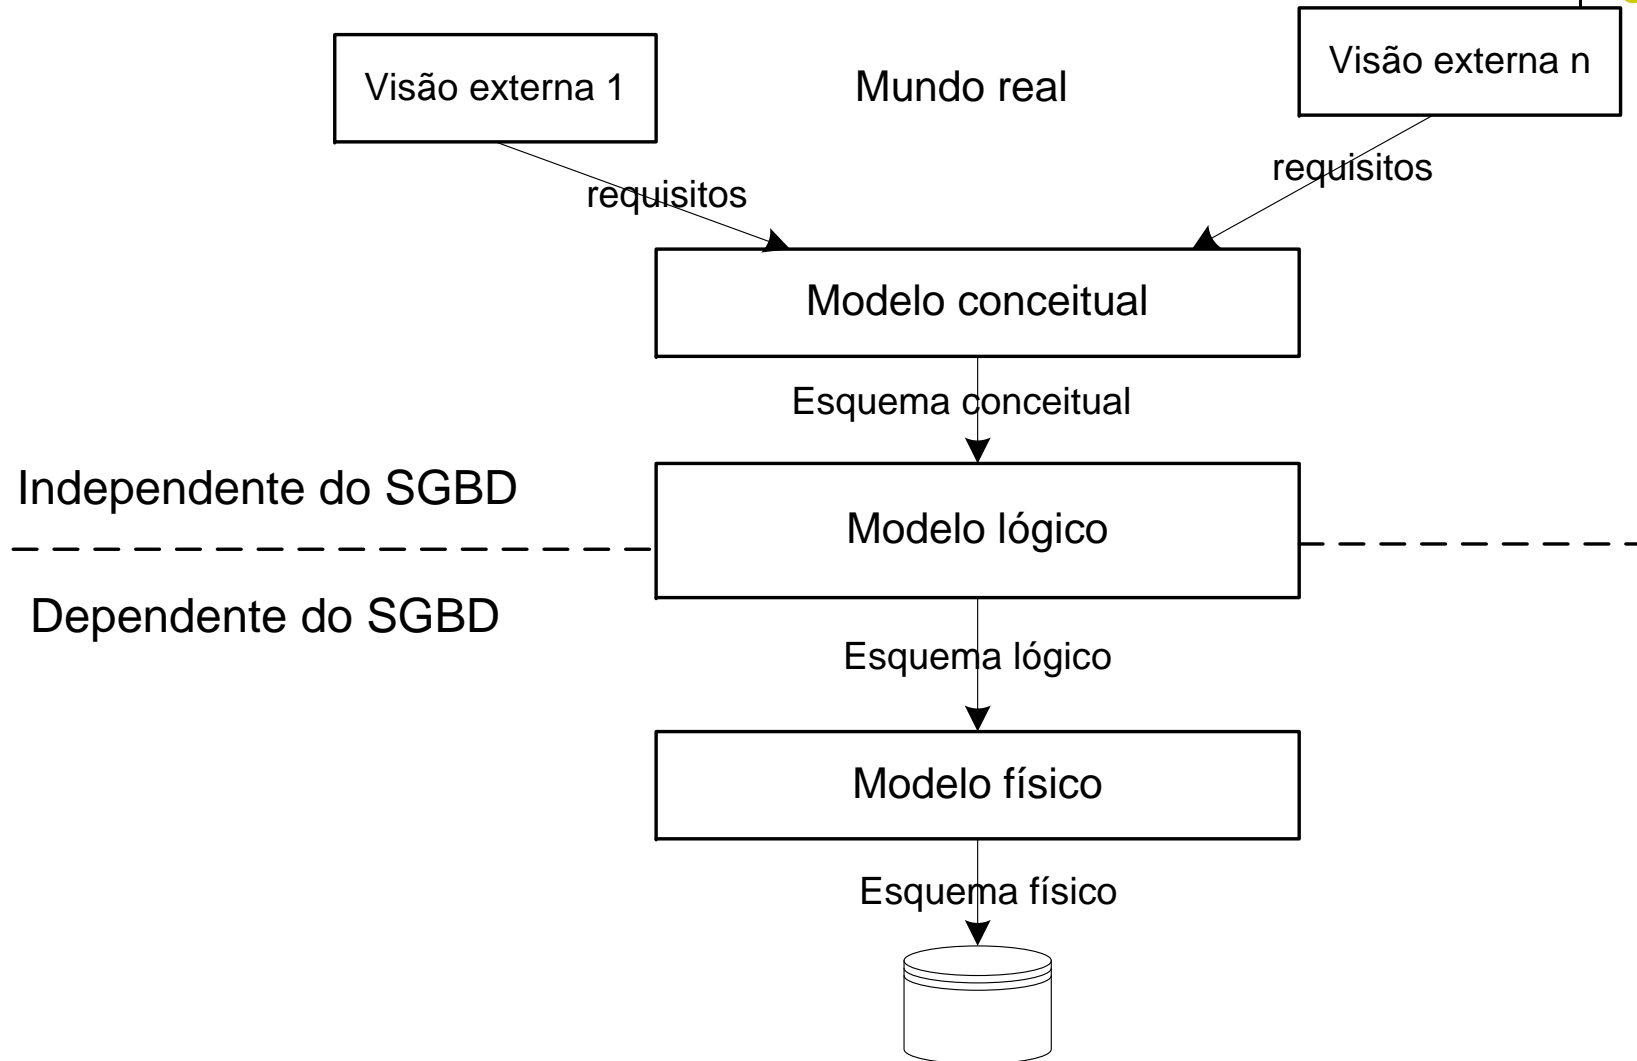 Visão externa 1
Mundo real
Visão externa n
requisitos
requisitos
Modelo conceitual
Esquema conceitual
Independente do SGBD
Modelo lógico
Dependente do SGBD
Esquema lógico
Modelo físico
Esquema físico